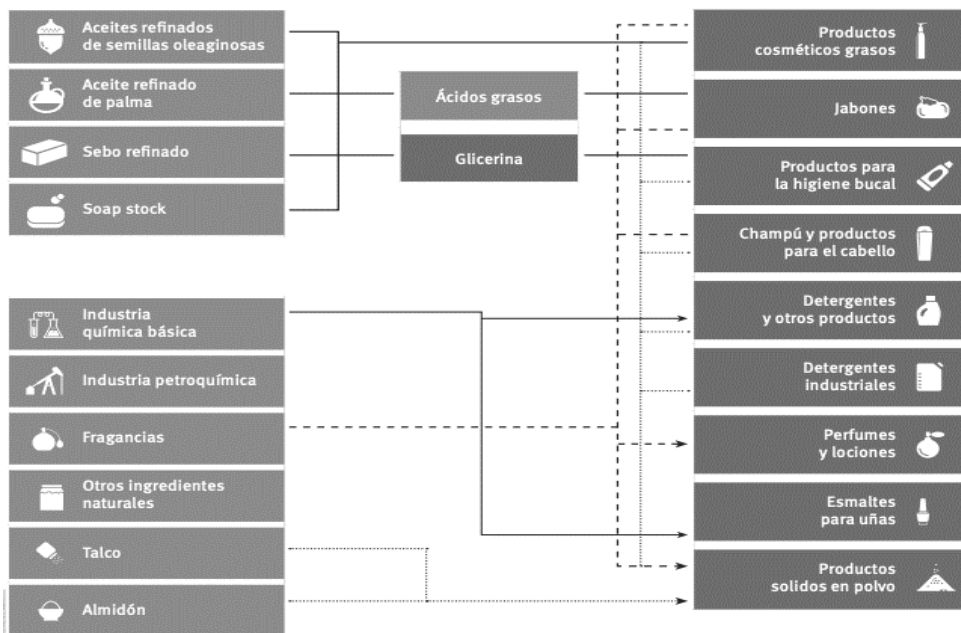 Aceites refinados
de semillas oleaginosas
Aceite refinado
de palma
Sebo refinado
Soap stock
Ácidos grasos
Glicerina
Industria
química básica
Industria petroquímica
Fragancias
Otros ingredientes
naturales
Talco
Almidón
Productos
cosméticos grasos
Jabones
Productos para
la higiene bucal
Champú y productos
para el cabello
Detergentes
y otros productos
Detergentes
industriales
Perfumes
y lociones
Esmaltes
para uñas
Productos
solidos en polvo